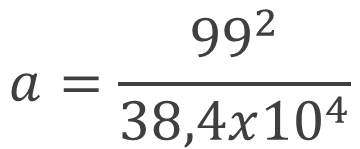 a = 99² / 38,4x10⁴